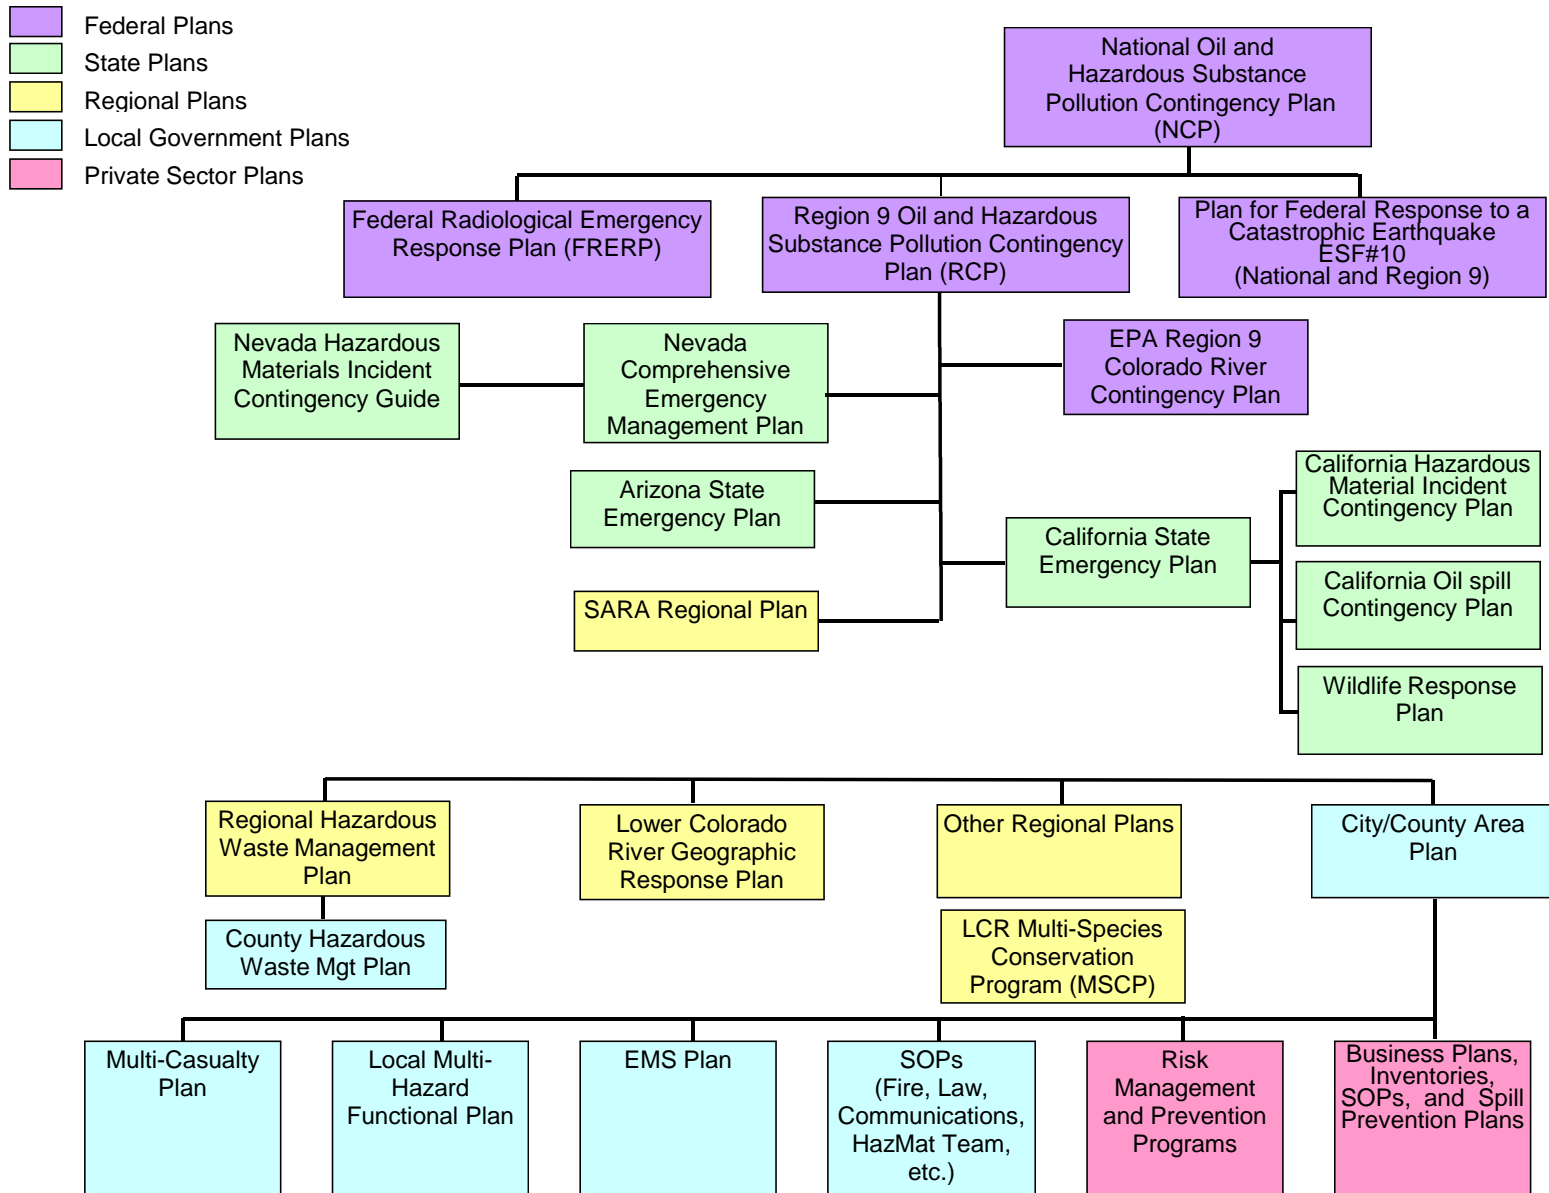 Federal Plans
State Plans
Regional Plans
Local Government Plans
Private Sector Plans
National Oil and
Hazardous Substance
Pollution Contingency Plan
(NCP)
Federal Radiological Emergency
Response Plan (FRERP)
Region 9 Oil and Hazardous
Substance Pollution Contingency
Plan (RCP)
Plan for Federal Response to a
Catastrophic Earthquake
ESF#10
(National and Region 9)
Nevada Hazardous
Materials Incident
Contingency Guide
Nevada
Comprehensive
Emergency
Management Plan
EPA Region 9
Colorado River
Contingency Plan
Arizona State
Emergency Plan
California State
Emergency Plan
California Hazardous
Material Incident
Contingency Plan
California Oil spill
Contingency Plan
Wildlife Response
Plan
SARA Regional Plan
Regional Hazardous
Waste Management
Plan
Lower Colorado
River Geographic
Response Plan
Other Regional Plans
City/County Area
Plan
County Hazardous
Waste Mgt Plan
LCR Multi-Species
Conservation
Program (MSCP)
Multi-Casualty
Plan
Local Multi-
Hazard
Functional Plan
EMS Plan
SOPs
(Fire, Law,
Communications,
HazMat Team,
etc.)
Risk
Management
and Prevention
Programs
Business Plans,
Inventories,
SOPs, and Spill
Prevention Plans